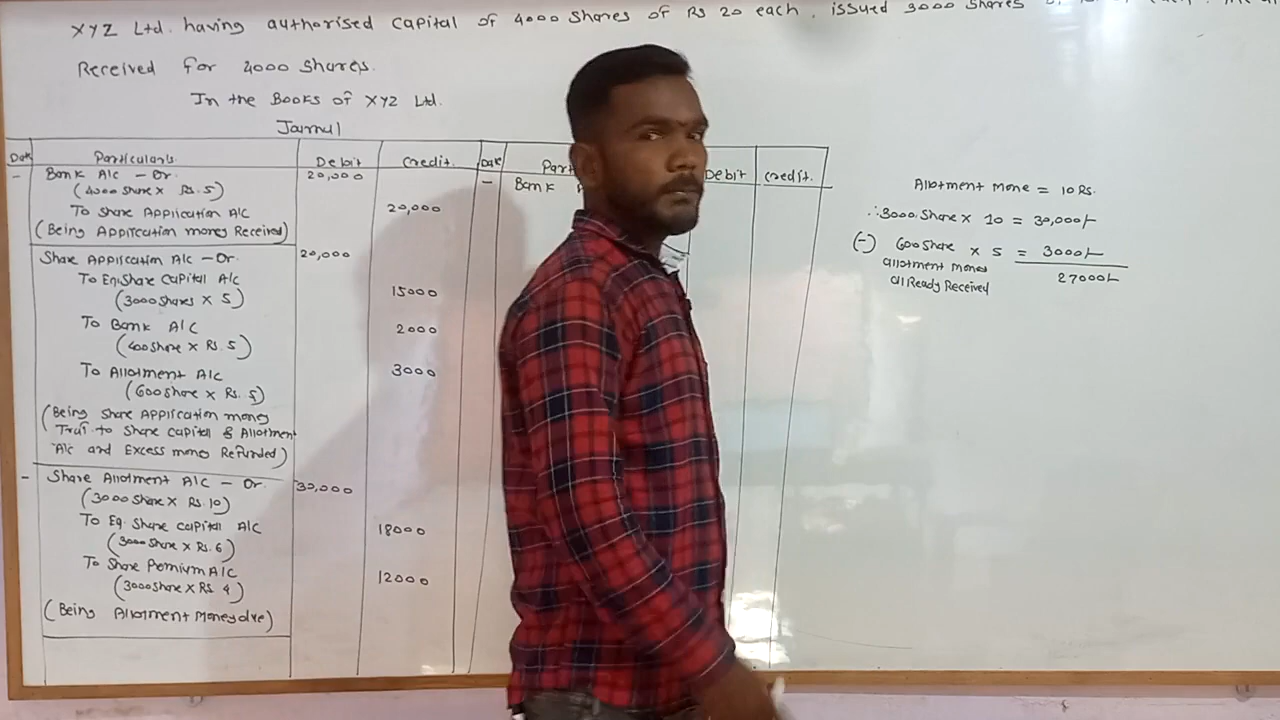 XYZ Ltd. having authorised capital of 4000 Shares of Rs 20 each. issued 3000 Shares
Received for 4000 Shares.
In the Books of XYZ Ltd.
Journal
Date Particulars Debit Credit.
- Bank A/C - Dr. 20,000
(4000 Share X Rs. 5)
To Share Application A/C 20,000
(Being Application money Received)
Share Application A/C - Dr. 20,000
To Eq. Share Capital A/C
(3000 Shares X 5) 15000
To Bank A/C 2000
(400 Share X Rs. 5)
To Allotment A/C 3000
(600 Share X Rs. 5)
(Being Share Application money
Traf. to Share Capital & Allotment
A/c and Excess money Refunded)
- Share Allotment A/C - Dr. 30,000
(3000 Share X Rs. 10)
To Eq. Share Capital A/C 18000
(3000 Share X Rs. 6)
To Share Pemium A/C 12000
(3000 Share X Rs 4)
(Being Allotment Money due)
Date Part Debit Credit.
- Bank
Allotment Mone = 10 Rs.
∴ 3000 Share X 10 = 30,000/-
(-) 600 Share X 5 = 3000/-
allotment money 27000/-
all Ready Received